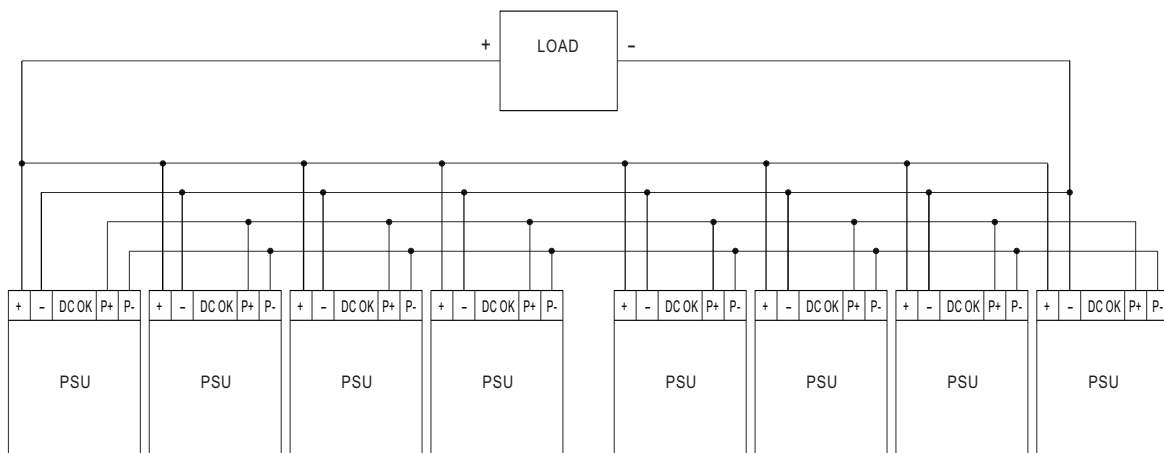 + LOAD -
+ - DC OK P+ P- + - DC OK P+ P- + - DC OK P+ P- + - DC OK P+ P- + - DC OK P+ P- + - DC OK P+ P- + - DC OK P+ P- + - DC OK P+ P-
PSU PSU PSU PSU PSU PSU PSU PSU